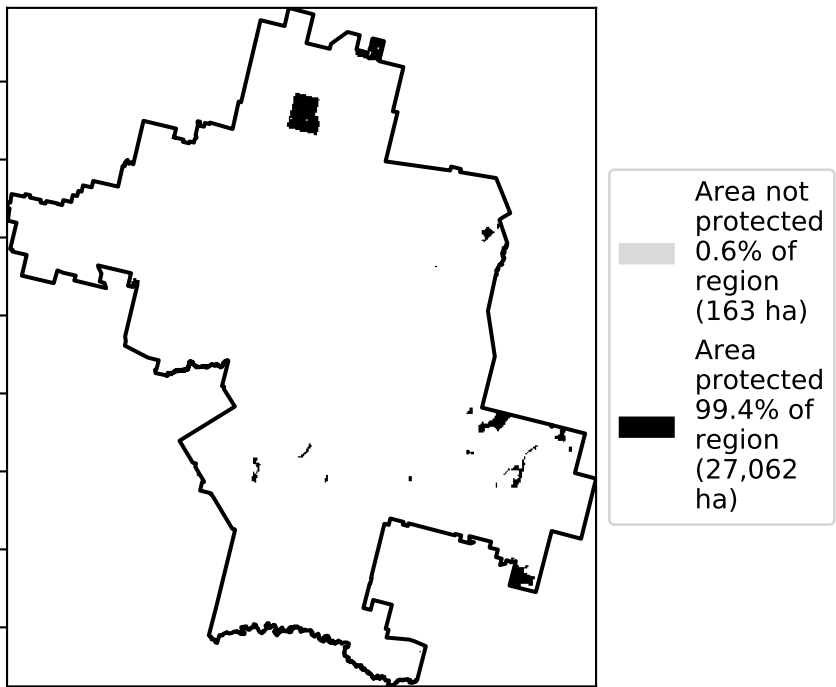 Area not
protected
0.6% of
region
(163 ha)
Area
protected
99.4% of
region
(27,062
ha)